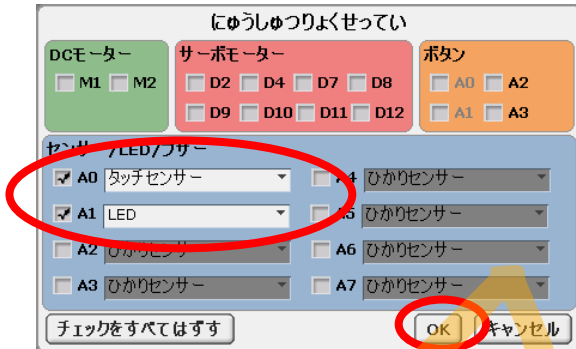 にゅうしゅつりょくせってい
DCモーター
M1 M2
サーボモーター
D2 D4 D7 D8
D9 D10 D11 D12
ボタン
A0 A2
A1 A3
センサー/LED/ブザー
A0 タッチセンサー
A1 LED
A2 ひかりセンサー
A3 ひかりセンサー
A4 ひかりセンサー
A5 ひかりセンサー
A6 ひかりセンサー
A7 ひかりセンサー
チェックをすべてはずす
OK
キャンセル